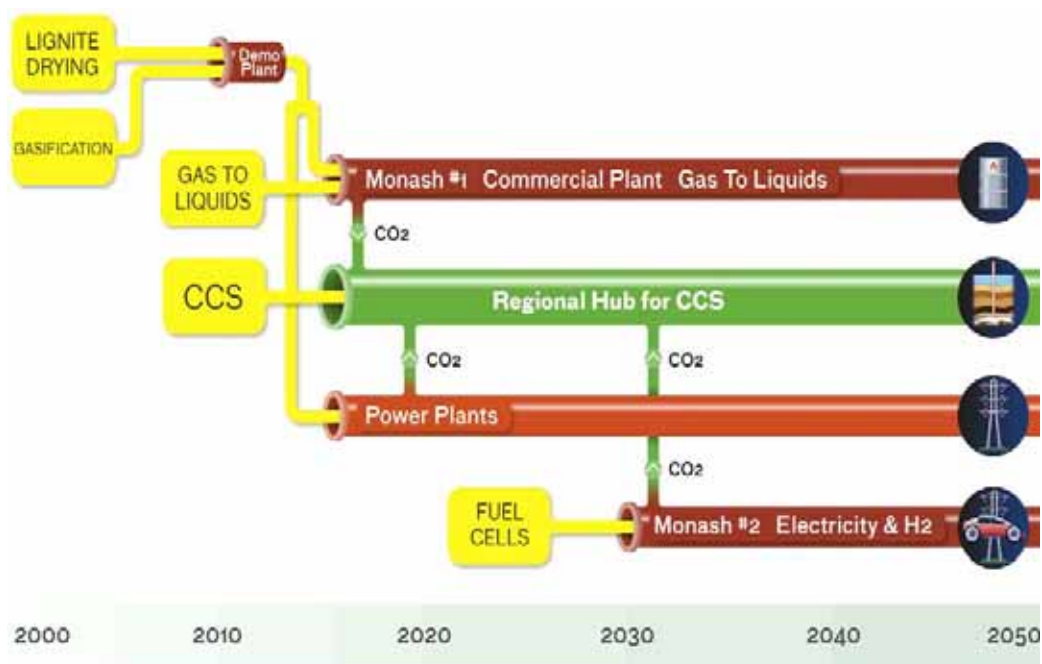 LIGNITE
DRYING
Demo
Plant
GASIFICATION
GAS TO
LIQUIDS
Monash #1 Commercial Plant Gas To Liquids
CO2
CCS
Regional Hub for CCS
CO2
CO2
Power Plants
CO2
FUEL
CELLS
Monash #2 Electricity & H2
2000 2010 2020 2030 2040 2050